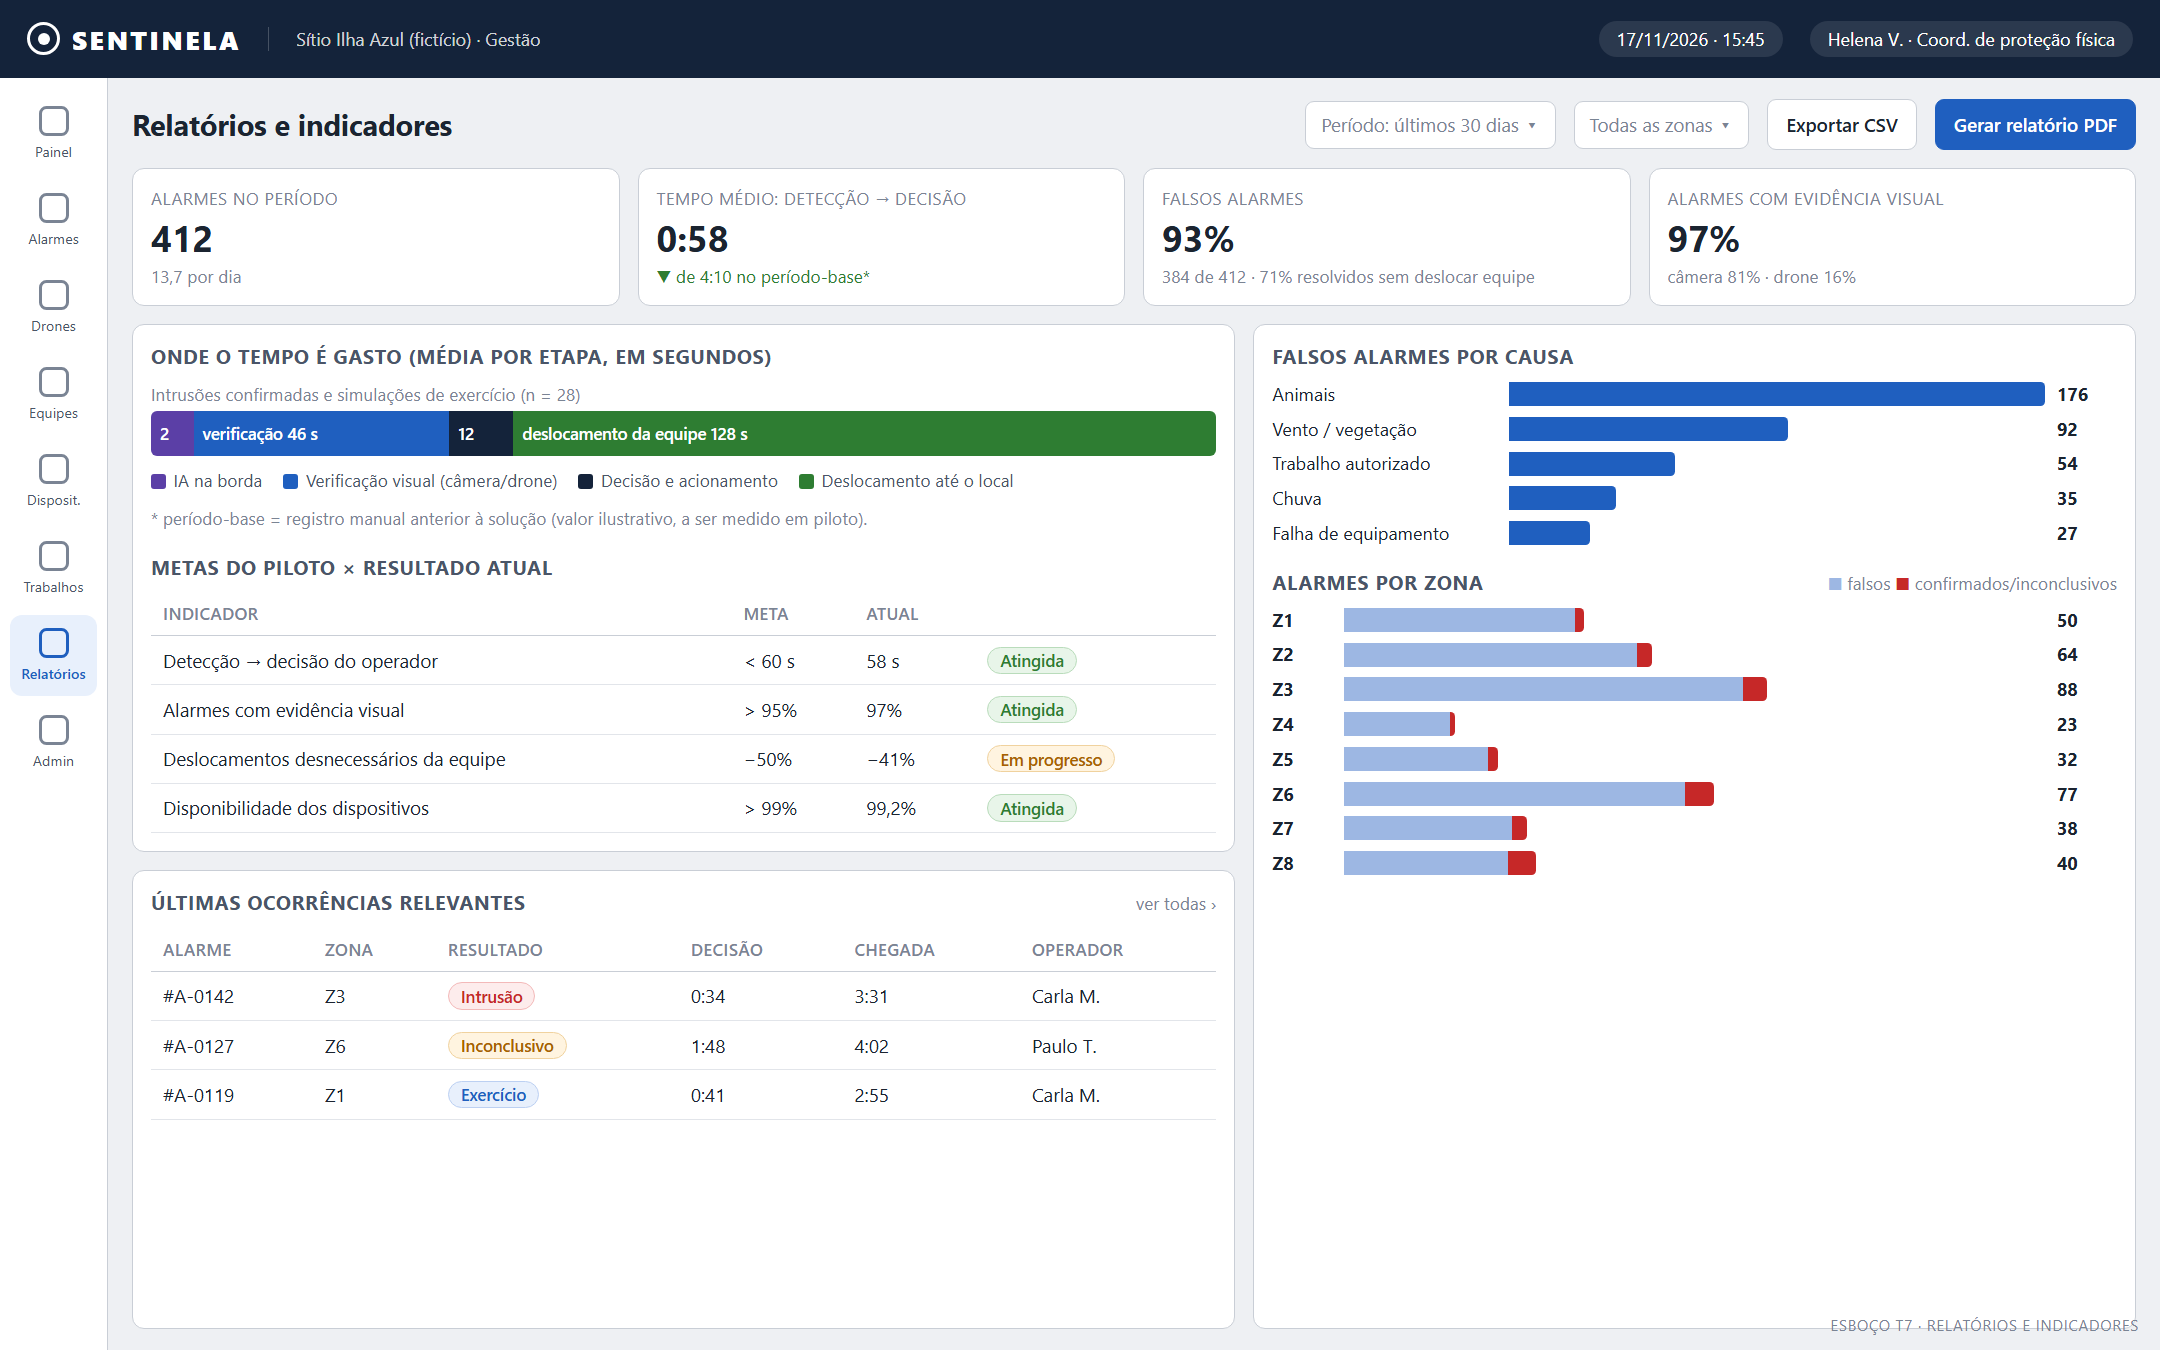 SENTINELA
Sítio Ilha Azul (fictício) · Gestão
17/11/2026 · 15:45
Helena V. · Coord. de proteção física
Painel
Alarmes
Drones
Equipes
Disposit.
Trabalhos
Relatórios
Admin
Relatórios e indicadores
Período: últimos 30 dias ▾
Todas as zonas ▾
Exportar CSV
Gerar relatório PDF
ALARMES NO PERÍODO
412
13,7 por dia
TEMPO MÉDIO: DETECÇÃO → DECISÃO
0:58
▼ de 4:10 no período-base*
FALSOS ALARMES
93%
384 de 412 · 71% resolvidos sem deslocar equipe
ALARMES COM EVIDÊNCIA VISUAL
97%
câmera 81% · drone 16%
ONDE O TEMPO É GASTO (MÉDIA POR ETAPA, EM SEGUNDOS)
Intrusões confirmadas e simulações de exercício (n = 28)
2 verificação 46 s 12 deslocamento da equipe 128 s
IA na borda Verificação visual (câmera/drone) Decisão e acionamento Deslocamento até o local
* período-base = registro manual anterior à solução (valor ilustrativo, a ser medido em piloto).
METAS DO PILOTO × RESULTADO ATUAL
INDICADOR META ATUAL
Detecção → decisão do operador < 60 s 58 s Atingida
Alarmes com evidência visual > 95% 97% Atingida
Deslocamentos desnecessários da equipe −50% −41% Em progresso
Disponibilidade dos dispositivos > 99% 99,2% Atingida
FALSOS ALARMES POR CAUSA
Animais 176
Vento / vegetação 92
Trabalho autorizado 54
Chuva 35
Falha de equipamento 27
ALARMES POR ZONA falsos confirmados/inconclusivos
Z1 50
Z2 64
Z3 88
Z4 23
Z5 32
Z6 77
Z7 38
Z8 40
ÚLTIMAS OCORRÊNCIAS RELEVANTES ver todas ›
ALARME ZONA RESULTADO DECISÃO CHEGADA OPERADOR
#A-0142 Z3 Intrusão 0:34 3:31 Carla M.
#A-0127 Z6 Inconclusivo 1:48 4:02 Paulo T.
#A-0119 Z1 Exercício 0:41 2:55 Carla M.
ESBOÇO T7 · RELATÓRIOS E INDICADORES